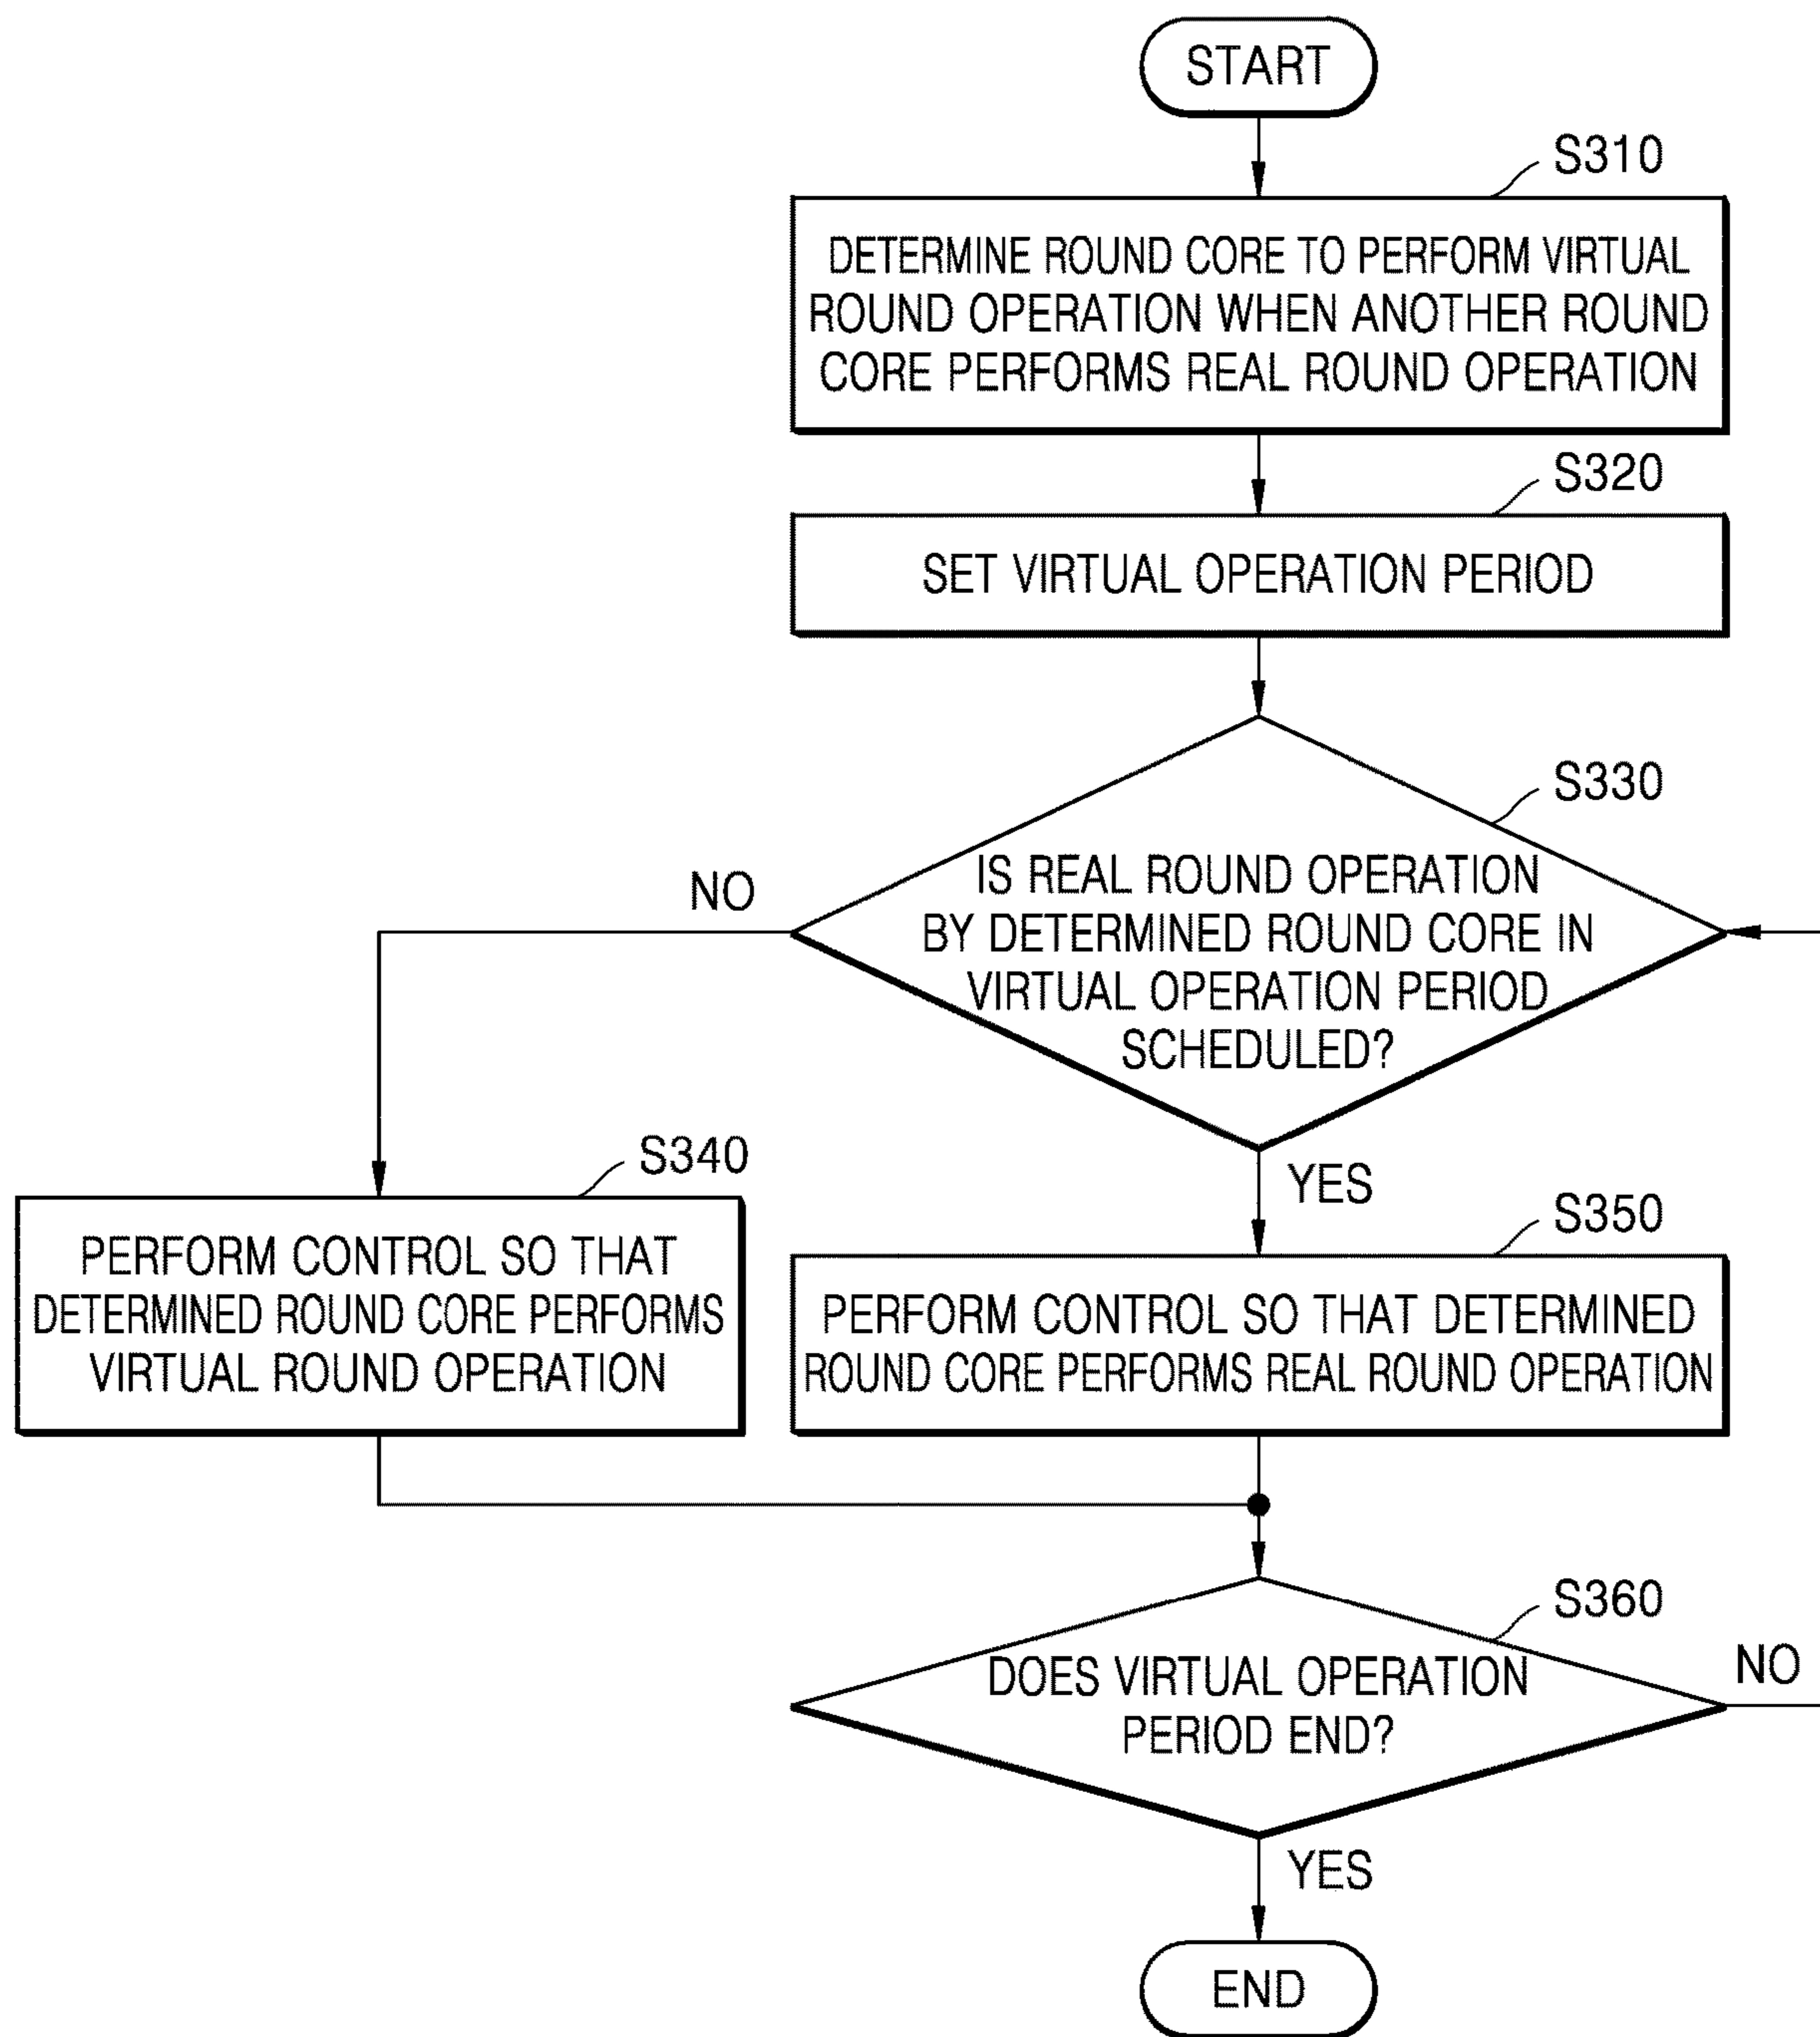 START
S310
DETERMINE ROUND CORE TO PERFORM VIRTUAL
ROUND OPERATION WHEN ANOTHER ROUND
CORE PERFORMS REAL ROUND OPERATION
S320
SET VIRTUAL OPERATION PERIOD
S330
IS REAL ROUND OPERATION
BY DETERMINED ROUND CORE IN
VIRTUAL OPERATION PERIOD
SCHEDULED?
NO
YES
S340
PERFORM CONTROL SO THAT
DETERMINED ROUND CORE PERFORMS
VIRTUAL ROUND OPERATION
S350
PERFORM CONTROL SO THAT DETERMINED
ROUND CORE PERFORMS REAL ROUND OPERATION
S360
DOES VIRTUAL OPERATION
PERIOD END?
NO
YES
END